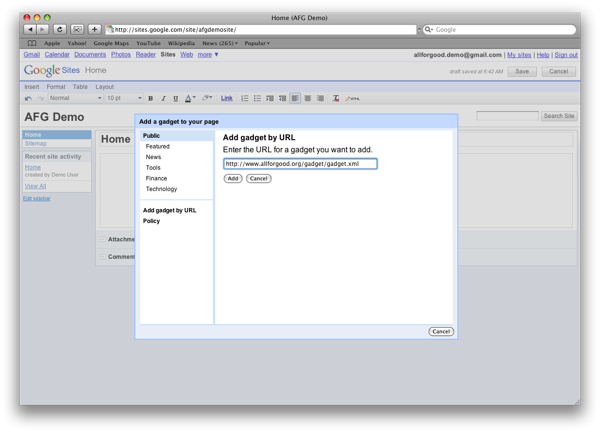 Home (AFG Demo)
http://sites.google.com/site/afgdemosite/
Google
Apple Yahoo! Google Maps YouTube Wikipedia News (265) Popular
Gmail Calendar Documents Photos Reader Sites Web more ▼
allforgood.demo@gmail.com | My sites | Help | Sign out
Google Sites Home
draft saved at 6:42 AM Save Cancel
Insert Format Table Layout
Normal 10 pt B I U A Link HTML
AFG Demo
Search Site
Home
Sitemap
Recent site activity
Home
created by Demo User
View All
Edit sidebar
Home
Attachme
Commen
Add a gadget to your page
Public
Featured
News
Tools
Finance
Technology
Add gadget by URL
Policy
Add gadget by URL
Enter the URL for a gadget you want to add.
http://www.allforgood.org/gadget/gadget.xml
Add Cancel
Cancel